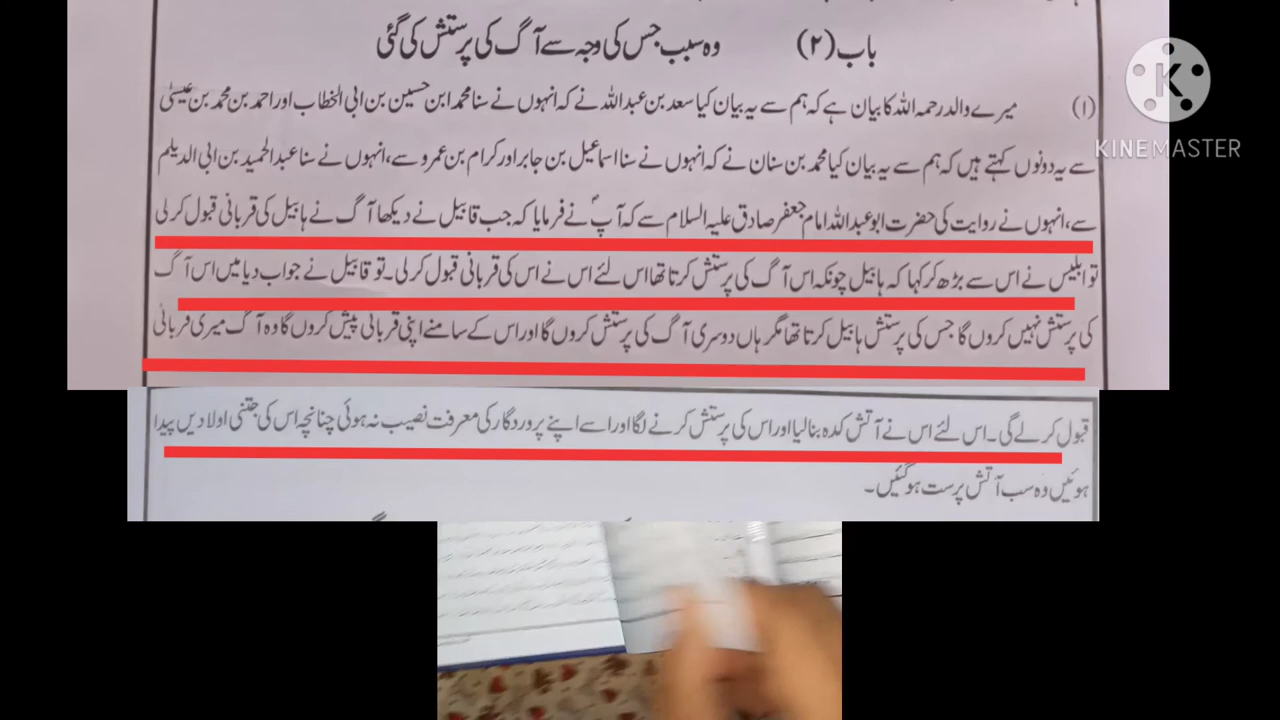 باب (۲) وہ سبب جس کی وجہ سے آگ کی پرستش کی گئی
(۱) میرے والد رحمہ اللہ کا بیان ہے کہ ہم سے یہ بیان کیا سعد بن عبداللہ نے کہ انہوں نے سنا محمد ابن حسین بن ابی الخطاب اور احمد بن محمد بن عیسیٰ
سے یہ دونوں کہتے ہیں کہ ہم سے یہ بیان کیا محمد بن سنان نے کہ انہوں نے سنا اسماعیل بن جابر اور کرام بن عمرو سے، انہوں نے سنا عبدالحمید بن ابی الدیلم
سے، انہوں نے روایت کی حضرت ابوعبداللہ امام جعفر صادق علیہ السلام سے کہ آپؑ نے فرمایا کہ جب قابیل نے دیکھا آگ نے ہابیل کی قربانی قبول کر لی
تو ابلیس نے اس سے بڑھ کر کہا کہ ہابیل چونکہ اس آگ کی پرستش کرتا تھا اس لئے اس نے اس کی قربانی قبول کر لی۔ تو قابیل نے جواب دیا میں اس آگ
کی پرستش نہیں کروں گا جس کی پرستش ہابیل کرتا تھا مگر ہاں دوسری آگ کی پرستش کروں گا اور اس کے سامنے اپنی قربانی پیش کروں گا وہ آگ میری قربانی
قبول کر لے گی۔ اس لئے اس نے آتش کدہ بنا لیا اور اس کی پرستش کرنے لگا اور اسے اپنے پروردگار کی معرفت نصیب نہ ہوئی چنانچہ اس کی جتنی اولادیں پیدا
ہوئیں وہ سب آتش پرست ہو گئیں۔
K
KINEMASTER